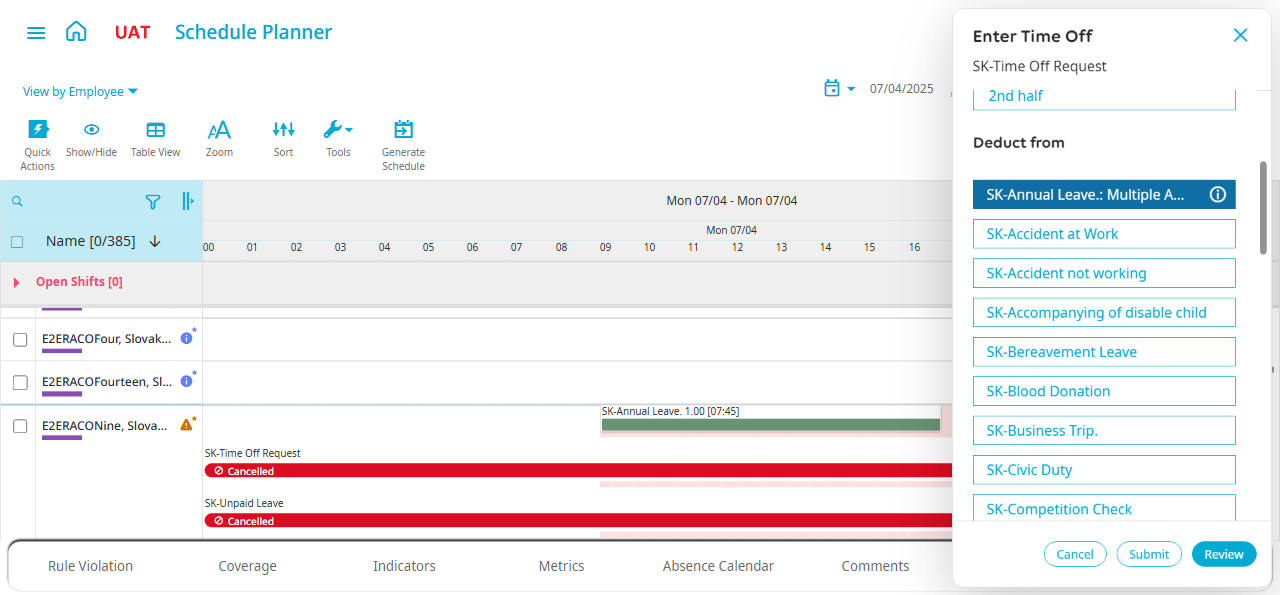 UAT
Schedule Planner
View by Employee
07/04/2025
Quick Actions
Show/Hide
Table View
Zoom
Sort
Tools
Generate Schedule
Mon 07/04 - Mon 07/04
Name [0/385]
Mon 07/04
00 01 02 03 04 05 06 07 08 09 10 11 12 13 14 15 16
Open Shifts [0]
E2ERACOFour, Slovak...
E2ERACOFourteen, Sl...
E2ERACONine, Slova...
SK-Annual Leave. 1.00 [07:45]
SK-Time Off Request
Cancelled
SK-Unpaid Leave
Cancelled
Rule Violation
Coverage
Indicators
Metrics
Absence Calendar
Comments
Enter Time Off
SK-Time Off Request
2nd half
Deduct from
SK-Annual Leave.: Multiple A...
SK-Accident at Work
SK-Accident not working
SK-Accompanying of disable child
SK-Bereavement Leave
SK-Blood Donation
SK-Business Trip.
SK-Civic Duty
SK-Competition Check
Cancel
Submit
Review